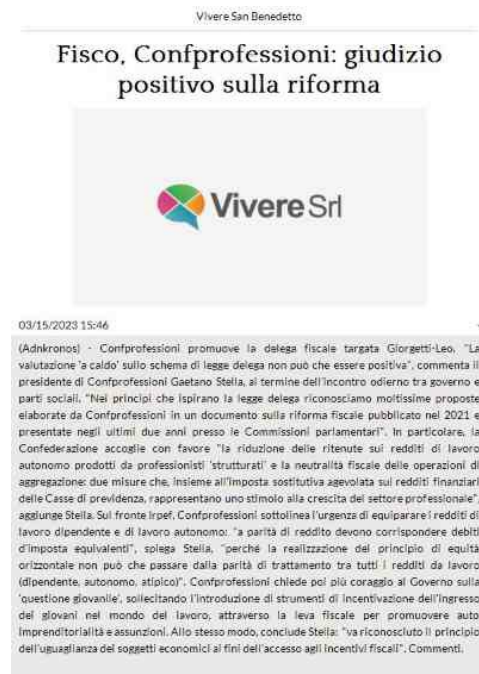 Vivere San Benedetto
Fisco, Confprofessioni: giudizio
positivo sulla riforma
Vivere Srl
03/15/2023 15:46
(Adnkronos) - Confprofessioni promuove la delega fiscale targata Giorgetti-Leo. "La
valutazione 'a caldo' sullo schema di legge delega non può che essere positiva", commenta il
presidente di Confprofessioni Gaetano Stella, al termine dell'incontro odierno tra governo e
parti sociali. "Nei principi che ispirano la legge delega riconosciamo moltissime proposte
elaborate da Confprofessioni in un documento sulla riforma fiscale pubblicato nel 2021 e
presentate negli ultimi due anni presso le Commissioni parlamentari". In particolare, la
Confederazione accoglie con favore "la riduzione delle ritenute sui redditi di lavoro
autonomo prodotti da professionisti 'strutturati' e la neutralità fiscale delle operazioni di
aggregazione: due misure che, insieme all'imposta sostitutiva agevolata sui redditi finanziari
delle Casse di previdenza, rappresentano uno stimolo alla crescita del settore professionale",
aggiunge Stella. Sul fronte Irpef, Confprofessioni sottolinea l'urgenza di equiparare i redditi di
lavoro dipendente e di lavoro autonomo: "a parità di reddito devono corrispondere debiti
d'imposta equivalenti", spiega Stella, "perché la realizzazione del principio di equità
orizzontale non può che passare dalla parità di trattamento tra tutti i redditi da lavoro
(dipendente, autonomo, atipico)". Confprofessioni chiede poi più coraggio al Governo sulla
'questione giovanile', sollecitando l'introduzione di strumenti di incentivazione dell'ingresso
dei giovani nel mondo del lavoro, attraverso la leva fiscale per promuovere auto
imprenditorialità e assunzioni. Allo stesso modo, conclude Stella: "va riconosciuto il principio
dell'uguaglianza dei soggetti economici ai fini dell'accesso agli incentivi fiscali". Commenti.